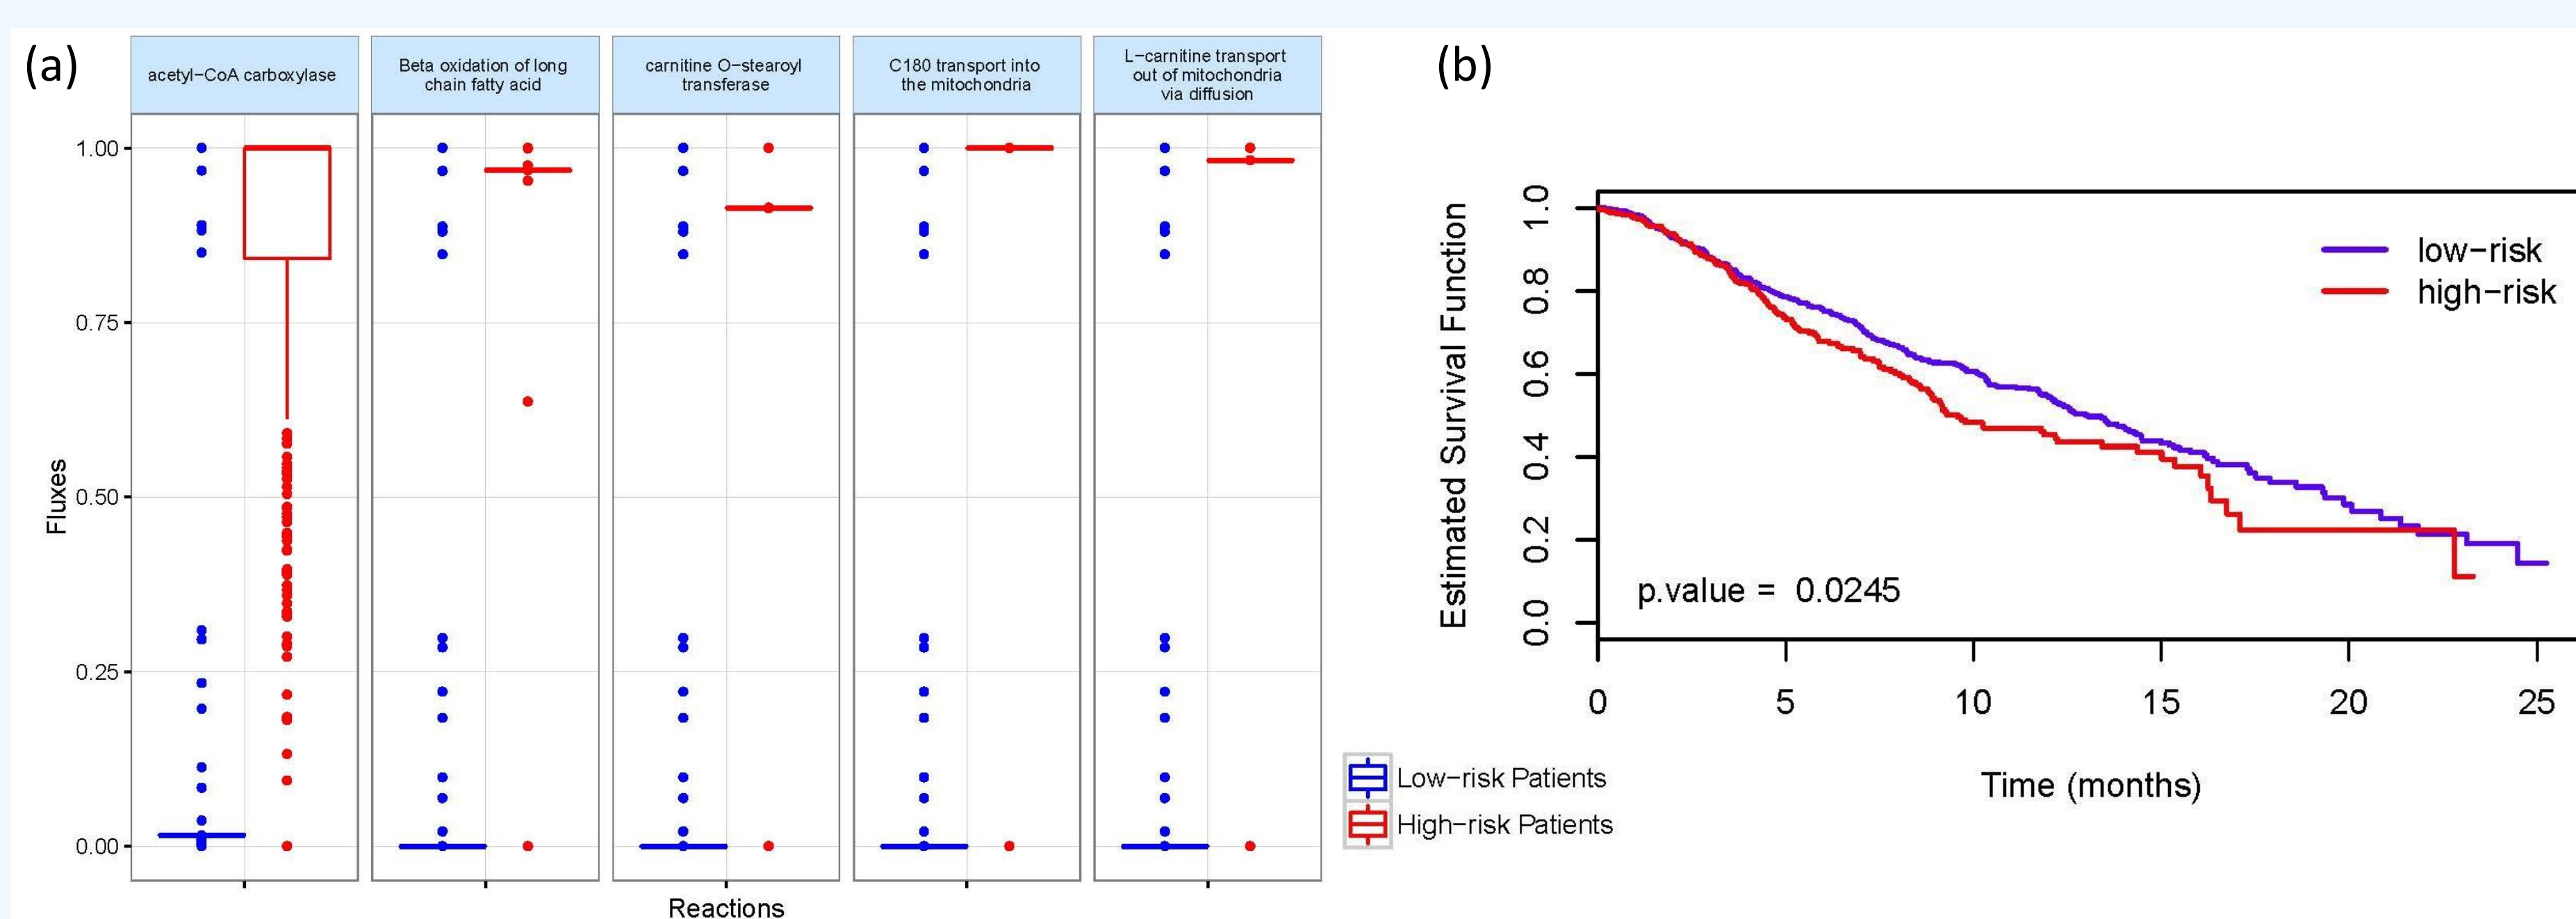 (a)
acetyl−CoA carboxylase
Beta oxidation of long
chain fatty acid
carnitine O−stearoyl
transferase
C180 transport into
the mitochondria
L−carnitine transport
out of mitochondria
via diffusion
1.00
0.75
0.50
0.25
0.00
Fluxes
Reactions
Low−risk Patients
High−risk Patients
(b)
Estimated Survival Function
1.0
0.8
0.6
0.4
0.2
0.0
low−risk
high−risk
p.value = 0.0245
0 5 10 15 20 25
Time (months)